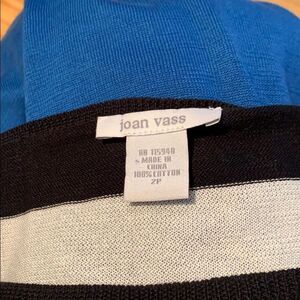 joan vass
RN 115940
MADE IN
CHINA
100% COTTON
2P